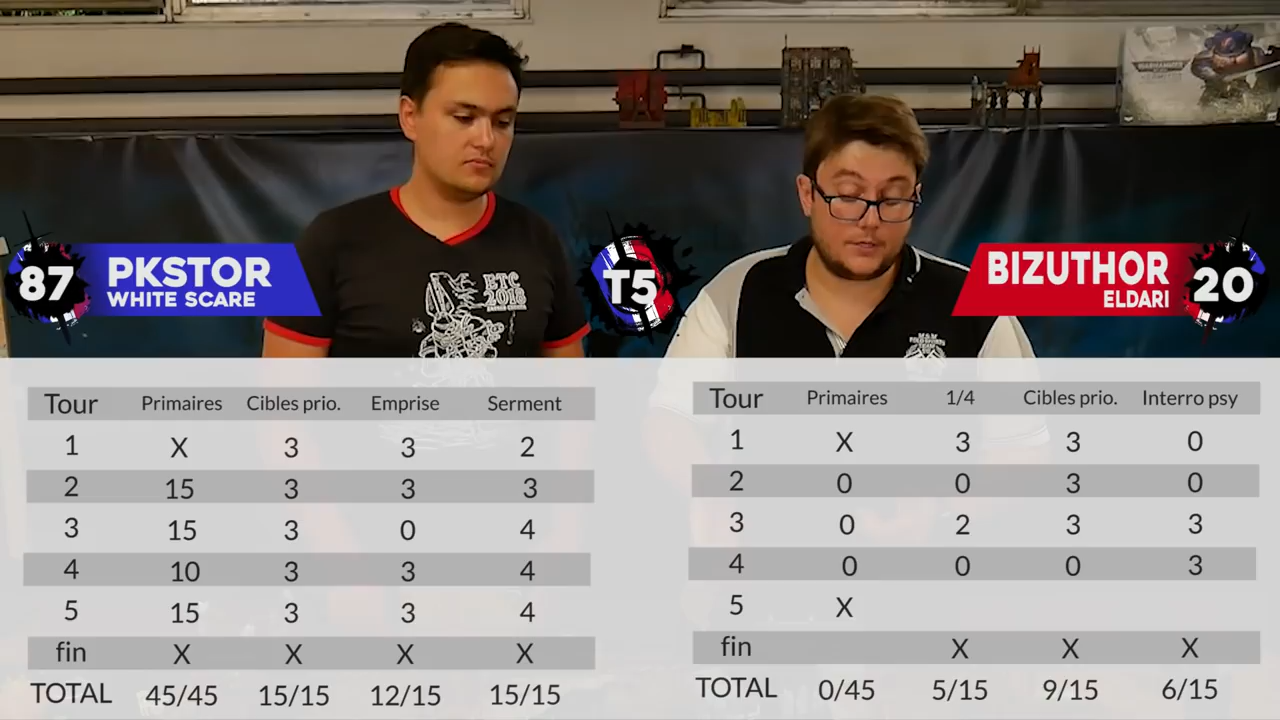 WARHAMMER
ETC
2018
87
PKSTOR
WHITE SCARE
T5
BIZUTHOR
ELDARI
20
Tour Primaires Cibles prio. Emprise Serment
1 X 3 3 2
2 15 3 3 3
3 15 3 0 4
4 10 3 3 4
5 15 3 3 4
fin X X X X
TOTAL 45/45 15/15 12/15 15/15
Tour Primaires 1/4 Cibles prio. Interro psy
1 X 3 3 0
2 0 0 3 0
3 0 2 3 3
4 0 0 0 3
5 X
fin X X X
TOTAL 0/45 5/15 9/15 6/15